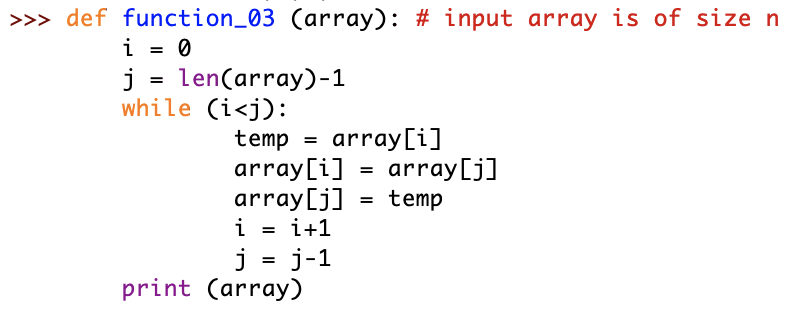 >>> def function_03 (array): # input array is of size n
        i = 0
        j = len(array)-1
        while (i<j):
                temp = array[i]
                array[i] = array[j]
                array[j] = temp
                i = i+1
                j = j-1
        print (array)